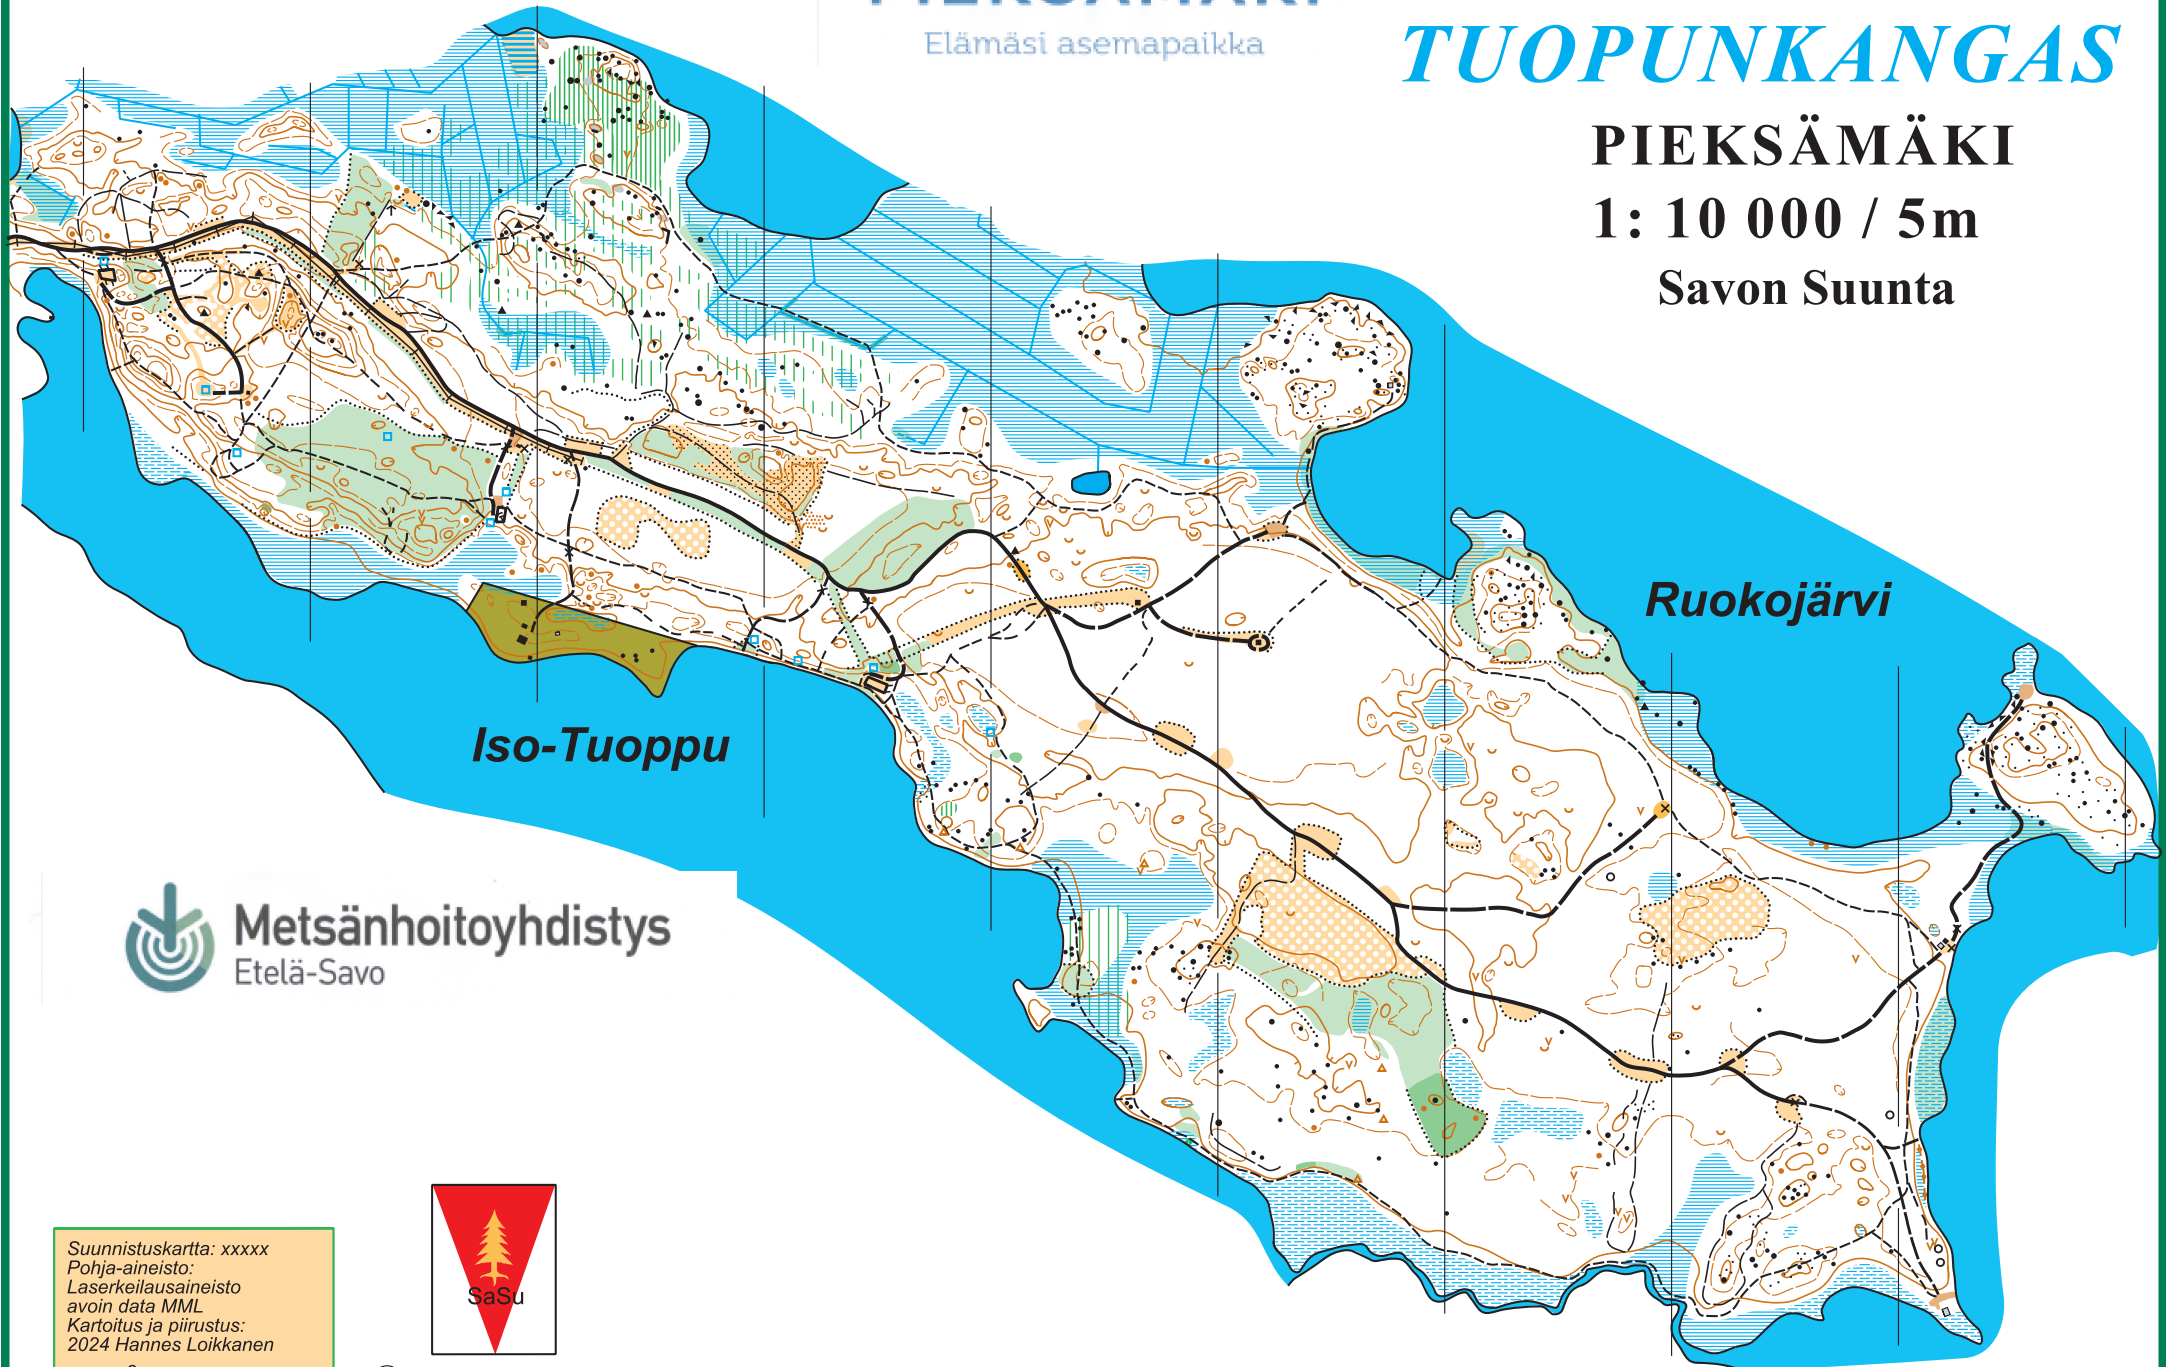 PIEKSÄMÄKI
Elämäsi asemapaikka
TUOPUNKANGAS
PIEKSÄMÄKI
1: 10 000 / 5m
Savon Suunta
Ruokojärvi
Iso-Tuoppu
Metsänhoitoyhdistys
Etelä-Savo
SaSu
Suunnistuskartta: xxxxx
Pohja-aineisto:
Laserkeilausaineisto
avoin data MML
Kartoitus ja piirustus:
2024 Hannes Loikkanen